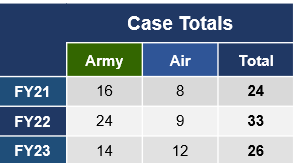 Case Totals
Army Air Total
FY21 16 8 24
FY22 24 9 33
FY23 14 12 26